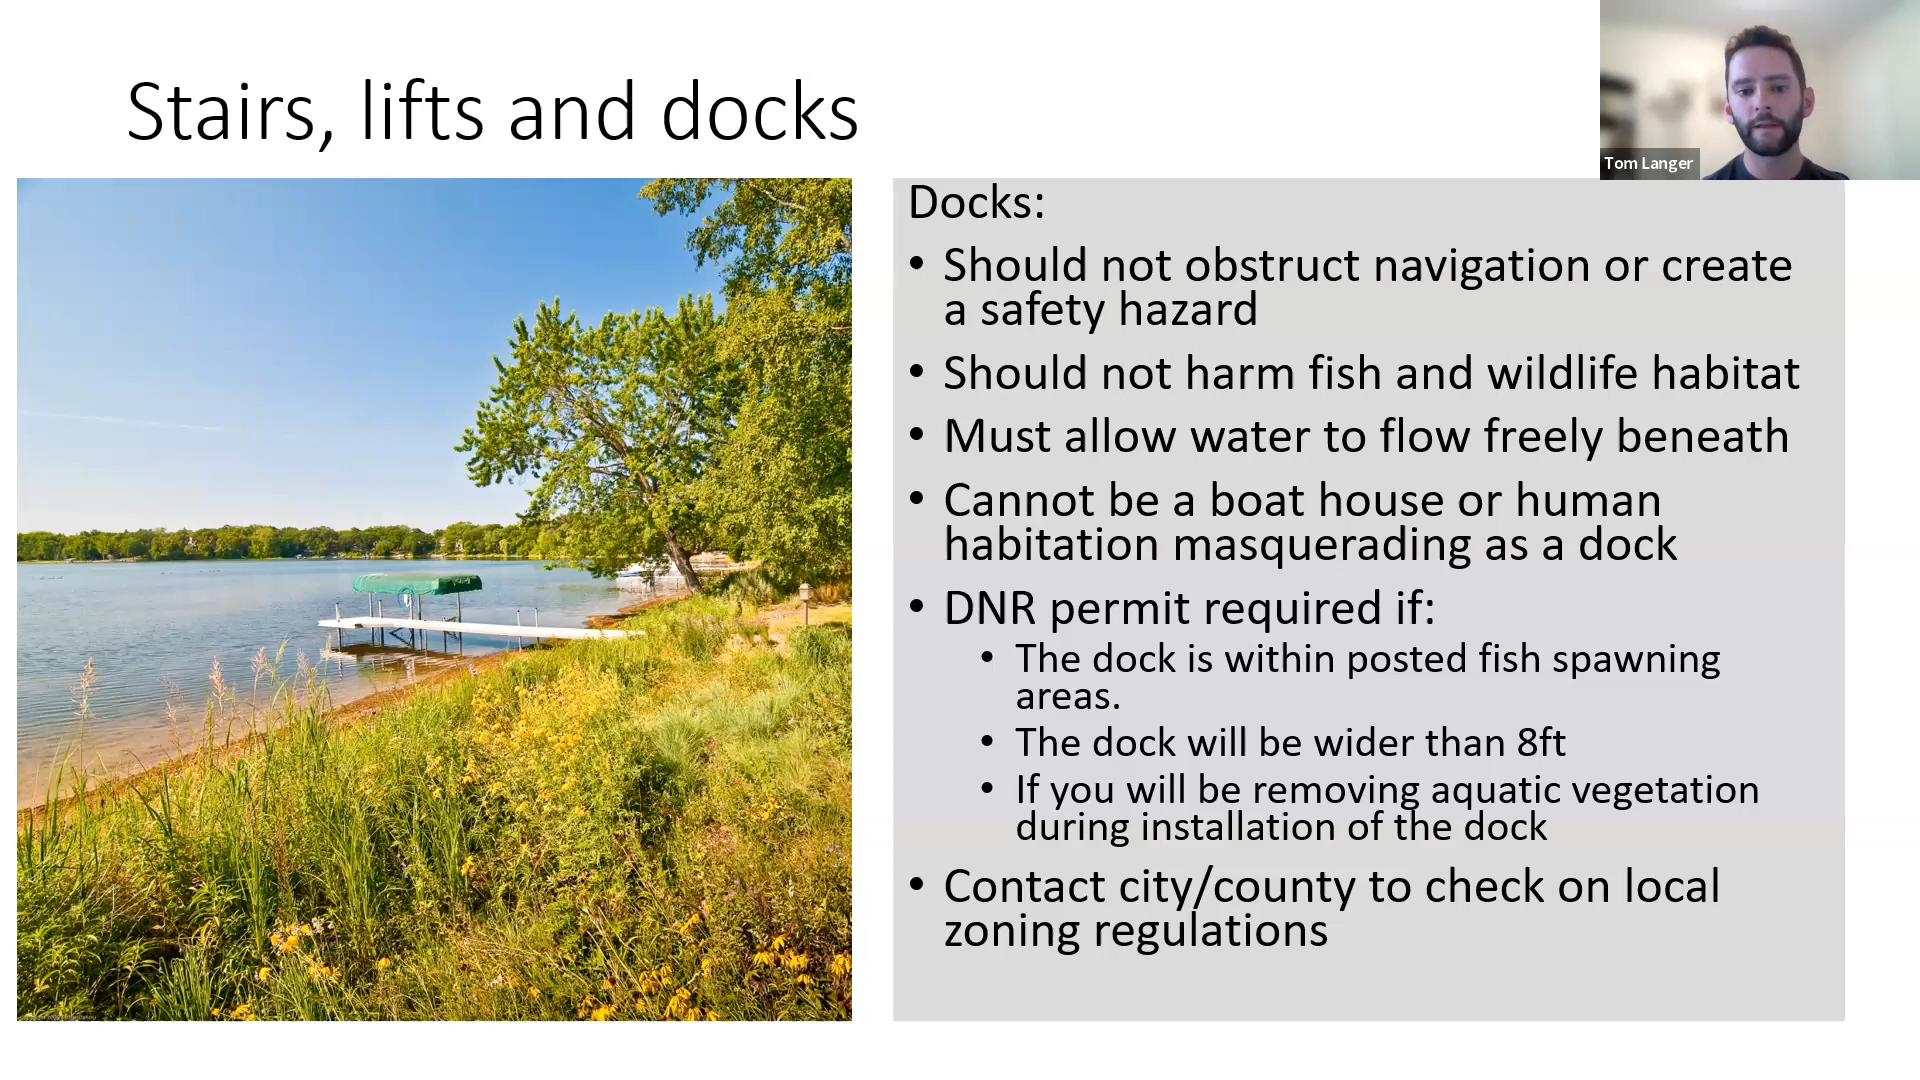 Stairs, lifts and docks
Tom Langer
Docks:
• Should not obstruct navigation or create
a safety hazard
• Should not harm fish and wildlife habitat
• Must allow water to flow freely beneath
• Cannot be a boat house or human
habitation masquerading as a dock
• DNR permit required if:
• The dock is within posted fish spawning
areas.
• The dock will be wider than 8ft
• If you will be removing aquatic vegetation
during installation of the dock
• Contact city/county to check on local
zoning regulations